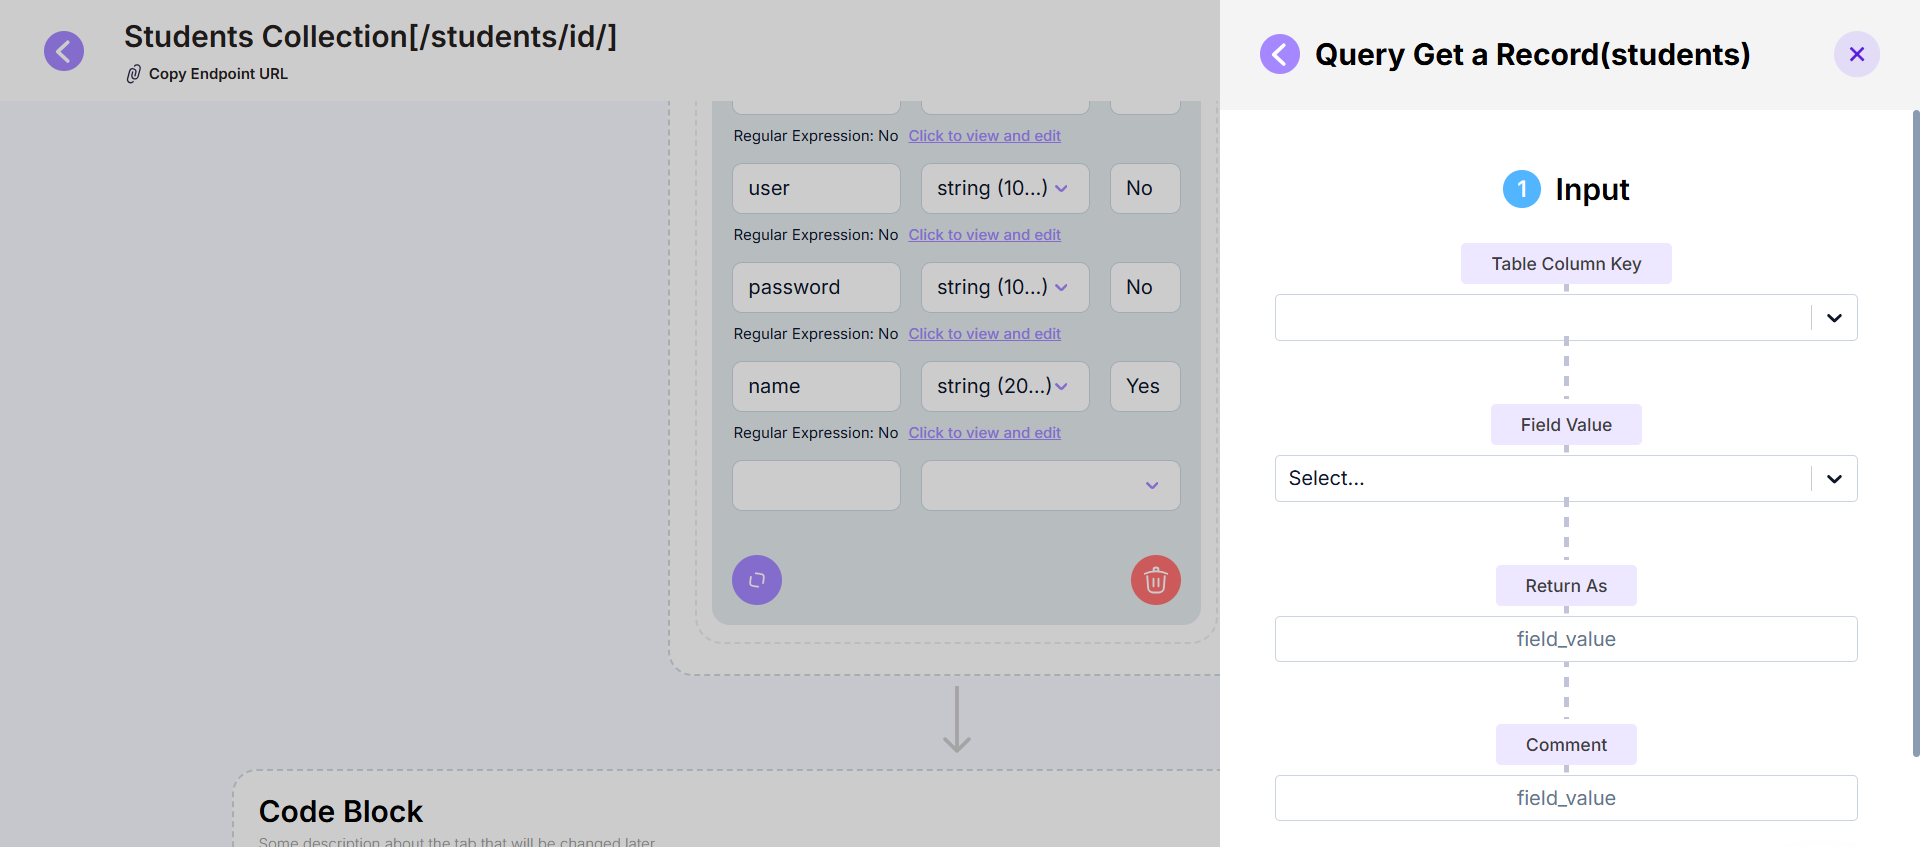 Students Collection[/students/id/]
Copy Endpoint URL
Regular Expression: No Click to view and edit
user string (10...) No
Regular Expression: No Click to view and edit
password string (10...) No
Regular Expression: No Click to view and edit
name string (20...) Yes
Regular Expression: No Click to view and edit
Code Block
Some description about the tab that will be changed later
Query Get a Record(students)
1 Input
Table Column Key
Field Value
Select...
Return As
field_value
Comment
field_value